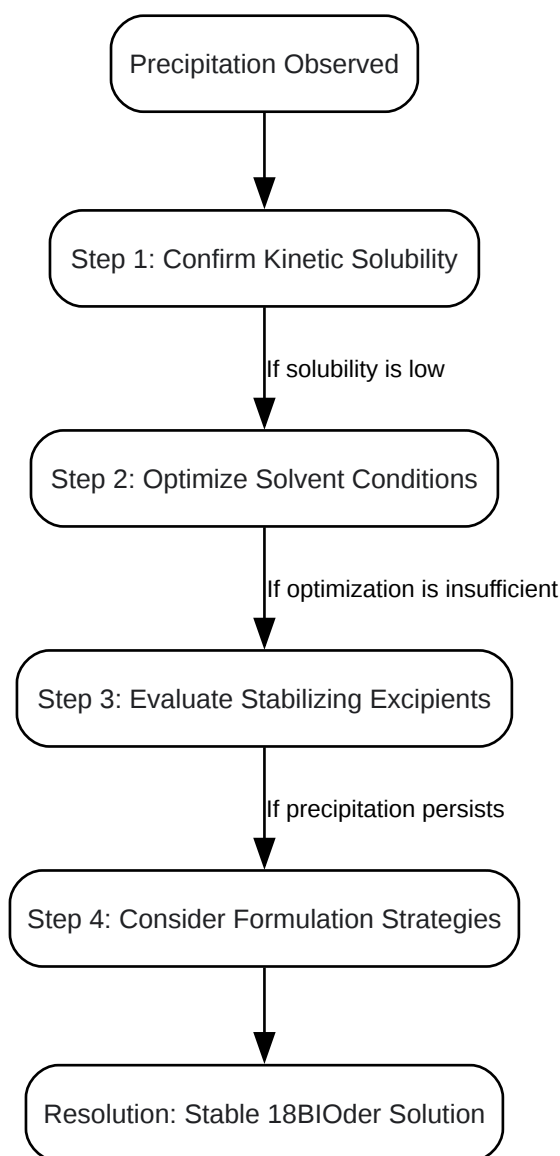 Precipitation Observed
Step 1: Confirm Kinetic Solubility
If solubility is low
Step 2: Optimize Solvent Conditions
If optimization is insufficient
Step 3: Evaluate Stabilizing Excipients
If precipitation persists
Step 4: Consider Formulation Strategies
Resolution: Stable 18BIOder Solution